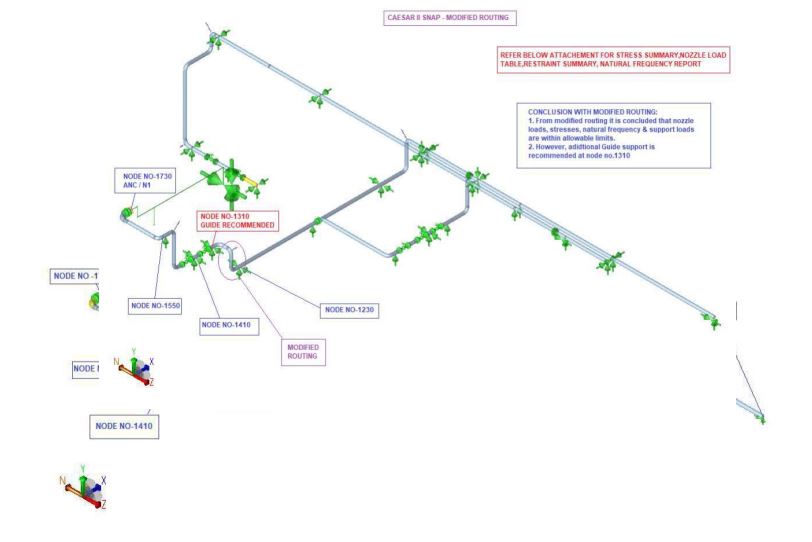 CAESAR II SNAP - MODIFIED ROUTING
REFER BELOW ATTACHEMENT FOR STRESS SUMMARY,NOZZLE LOAD
TABLE,RESTRAINT SUMMARY, NATURAL FREQUENCY REPORT
CONCLUSION WITH MODIFIED ROUTING:
1. From modified routing it is concluded that nozzle
loads, stresses, natural frequency & support loads
are within allowable limits.
2. However, aidditional Guide support is
recommended at node no.1310
NODE NO-1730
ANC / N1
NODE NO-1310
GUIDE RECOMMENDED
NODE NO -1
NODE NO-1550
NODE NO-1230
NODE NO-1410
MODIFIED
ROUTING
NODE
N Y X Z
NODE NO-1410
N Y X Z